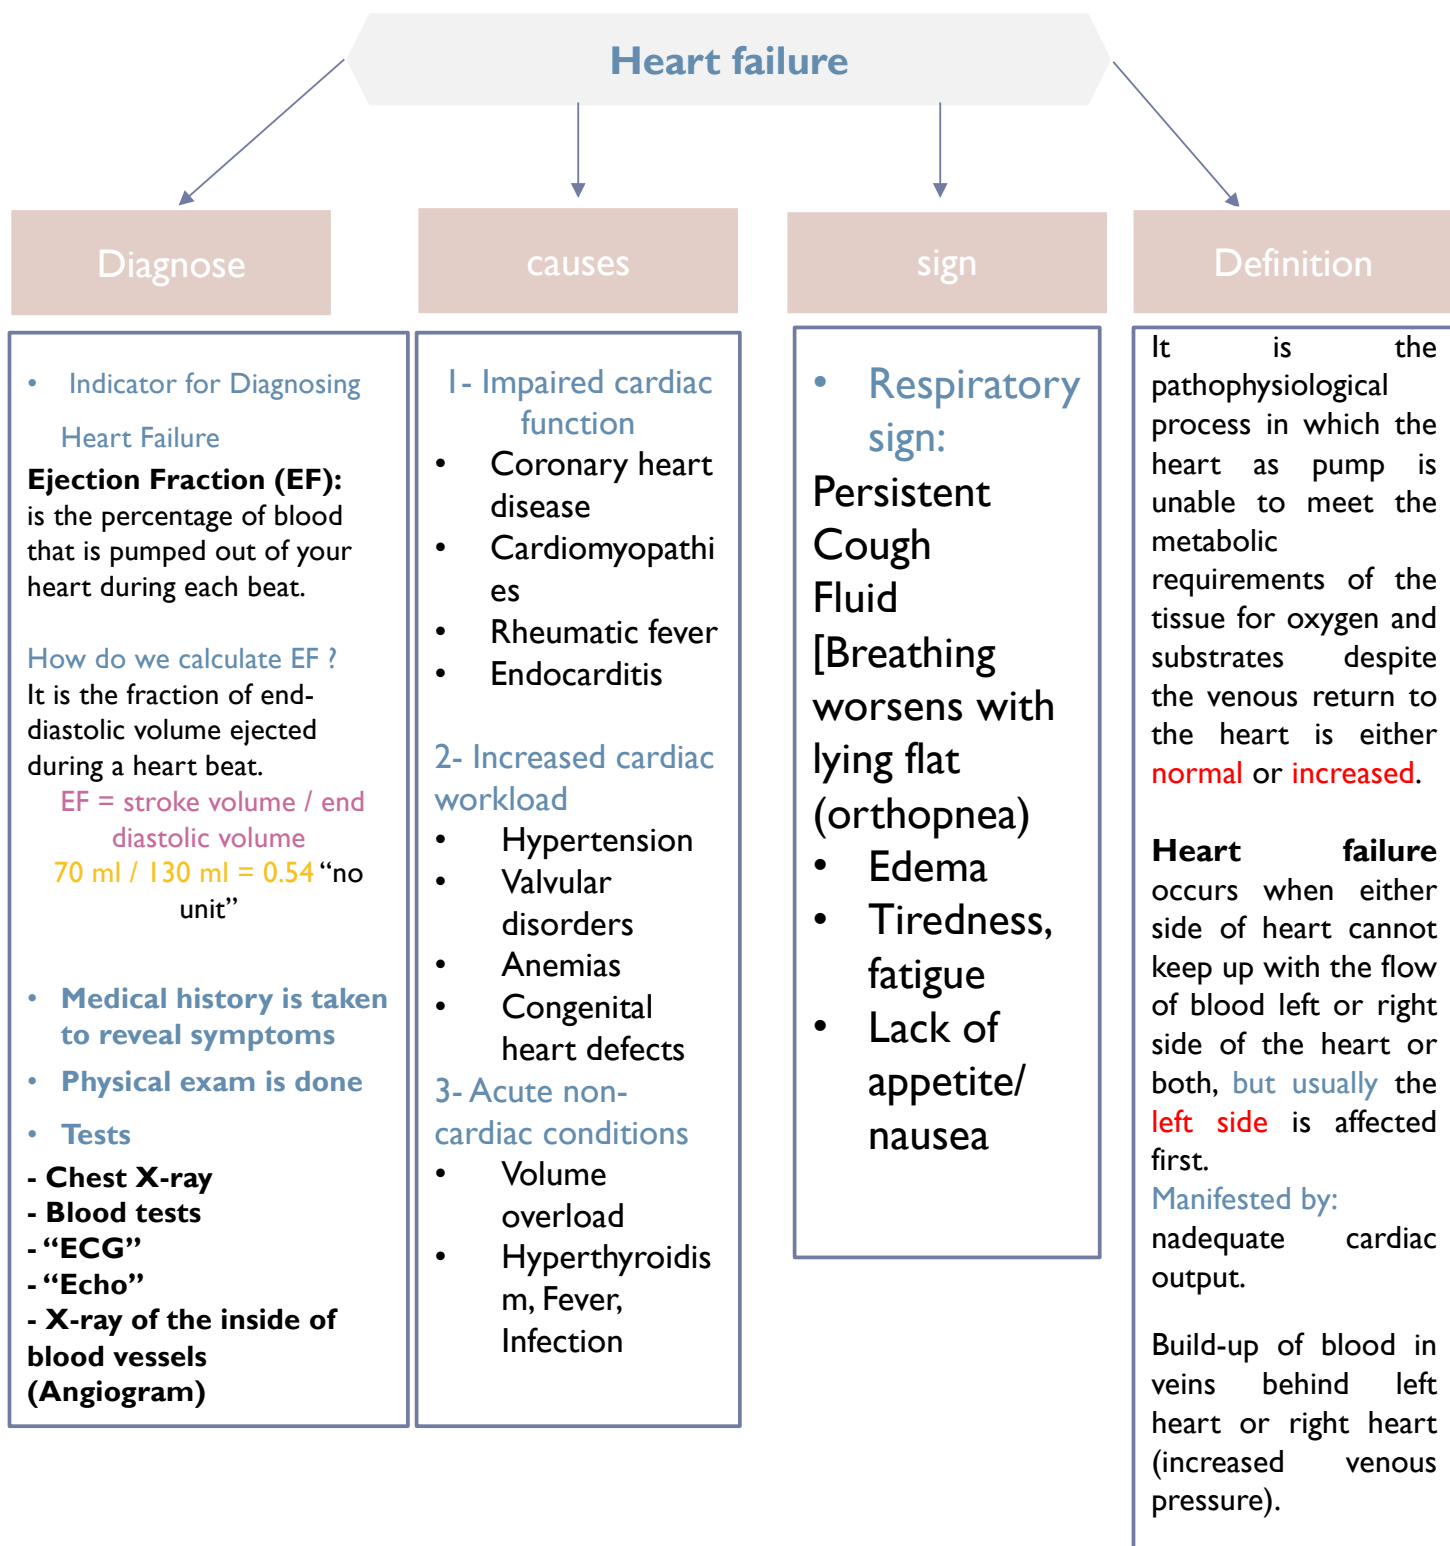 Heart failure
Diagnose
• Indicator for Diagnosing
Heart Failure
Ejection Fraction (EF):
is the percentage of blood
that is pumped out of your
heart during each beat.
How do we calculate EF ?
It is the fraction of end-
diastolic volume ejected
during a heart beat.
EF = stroke volume / end
diastolic volume
70 ml / 130 ml = 0.54 “no
unit”
• Medical history is taken
to reveal symptoms
• Physical exam is done
• Tests
- Chest X-ray
- Blood tests
- “ECG”
- “Echo”
- X-ray of the inside of
blood vessels
(Angiogram)
causes
1- Impaired cardiac
function
• Coronary heart
disease
• Cardiomyopathi
es
• Rheumatic fever
• Endocarditis
2- Increased cardiac
workload
• Hypertension
• Valvular
disorders
• Anemias
• Congenital
heart defects
3- Acute non-
cardiac conditions
• Volume
overload
• Hyperthyroidis
m, Fever,
Infection
sign
• Respiratory
sign:
Persistent
Cough
Fluid
[Breathing
worsens with
lying flat
(orthopnea)
• Edema
• Tiredness,
fatigue
• Lack of
appetite/
nausea
Definition
It is the
pathophysiological
process in which the
heart as pump is
unable to meet the
metabolic
requirements of the
tissue for oxygen and
substrates despite
the venous return to
the heart is either
normal or increased.
Heart failure
occurs when either
side of heart cannot
keep up with the flow
of blood left or right
side of the heart or
both, but usually the
left side is affected
first.
Manifested by:
nadequate cardiac
output.
Build-up of blood in
veins behind left
heart or right heart
(increased venous
pressure).